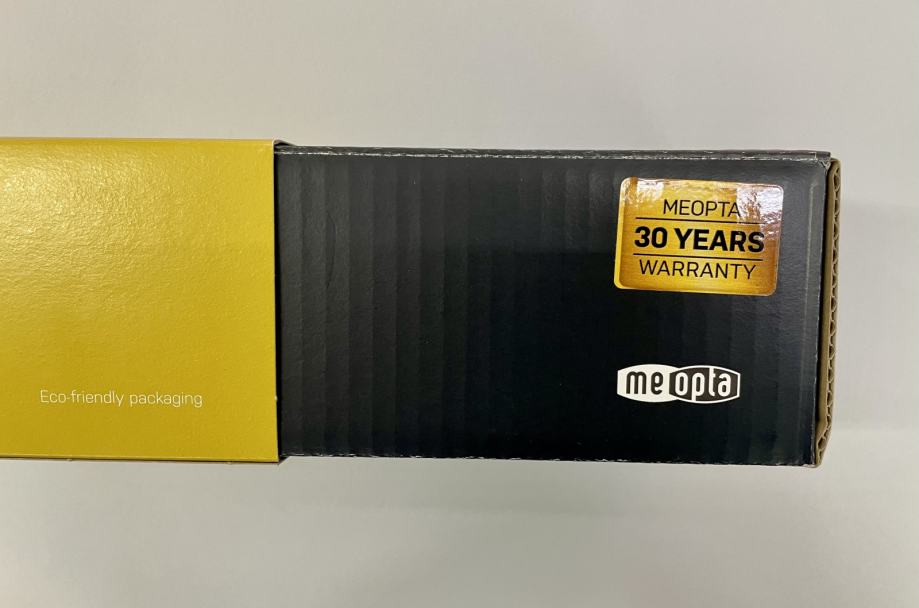 MEOPTA
30 YEARS
WARRANTY
meopta
Eco-friendly packaging